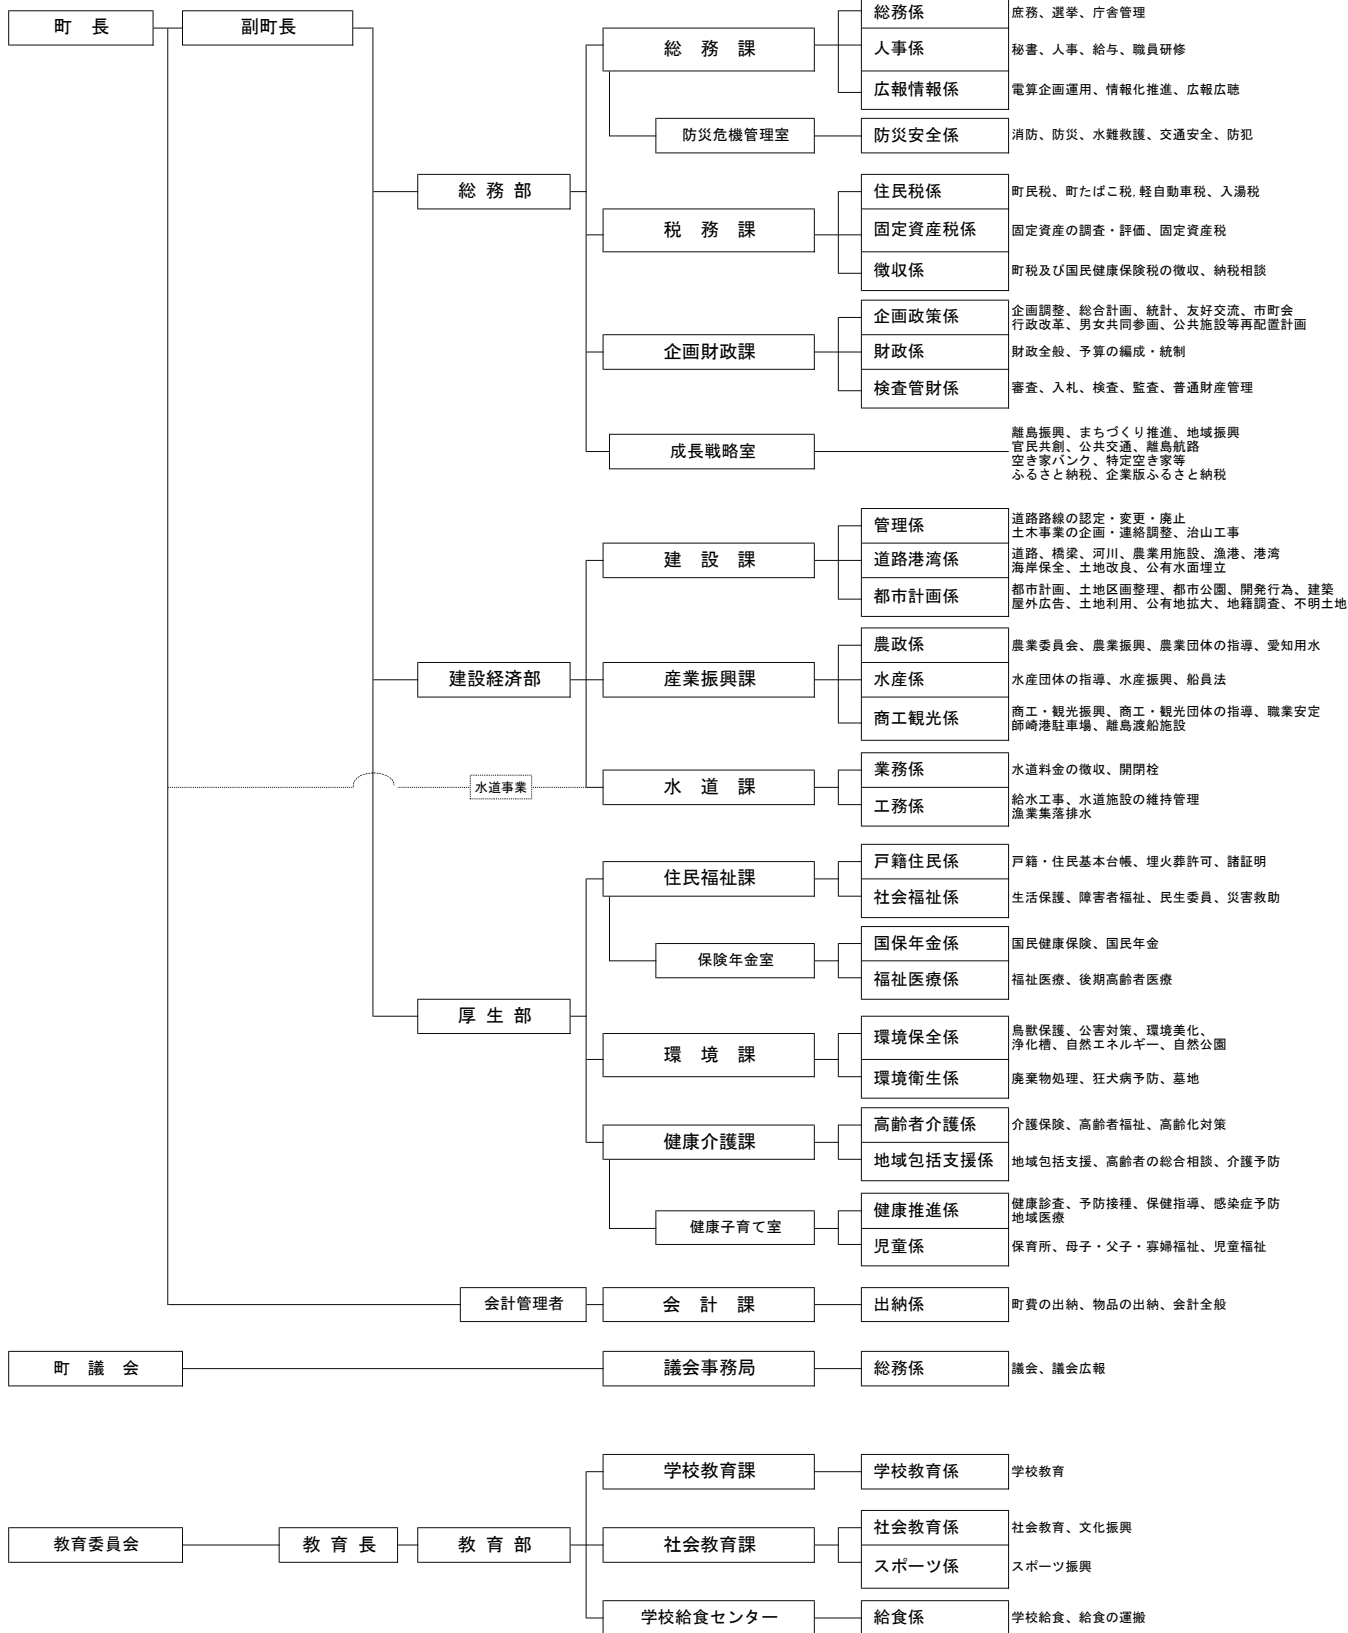 町　長
副町長
総　務　課
総務係
庶務、選挙、庁舎管理
人事係
秘書、人事、給与、職員研修
広報情報係
電算企画運用、情報化推進、広報広聴
防災危機管理室
防災安全係
消防、防災、水難救護、交通安全、防犯
総 務 部
税　務　課
住民税係
町民税、町たばこ税,軽自動車税、入湯税
固定資産税係
固定資産の調査・評価、固定資産税
徴収係
町税及び国民健康保険税の徴収、納税相談
企画財政課
企画政策係
企画調整、総合計画、統計、友好交流、市町会
行政改革、男女共同参画、公共施設等再配置計画
財政係
財政全般、予算の編成・統制
検査管財係
審査、入札、検査、監査、普通財産管理
成長戦略室
離島振興、まちづくり推進、地域振興
官民共創、公共交通、離島航路
空き家バンク、特定空き家等
ふるさと納税、企業版ふるさと納税
建　設　課
管理係
道路路線の認定・変更・廃止
土木事業の企画・連絡調整、治山工事
道路港湾係
道路、橋梁、河川、農業用施設、漁港、港湾
海岸保全、土地改良、公有水面埋立
都市計画係
都市計画、土地区画整理、都市公園、開発行為、建築
屋外広告、土地利用、公有地拡大、地籍調査、不明土地
建設経済部
産業振興課
農政係
農業委員会、農業振興、農業団体の指導、愛知用水
水産係
水産団体の指導、水産振興、船員法
商工観光係
商工・観光振興、商工・観光団体の指導、職業安定
師崎港駐車場、離島渡船施設
水道事業
水　道　課
業務係
水道料金の徴収、開閉栓
工務係
給水工事、水道施設の維持管理
漁業集落排水
住民福祉課
戸籍住民係
戸籍・住民基本台帳、埋火葬許可、諸証明
社会福祉係
生活保護、障害者福祉、民生委員、災害救助
保険年金室
国保年金係
国民健康保険、国民年金
福祉医療係
福祉医療、後期高齢者医療
厚 生 部
環　境　課
環境保全係
鳥獣保護、公害対策、環境美化、
浄化槽、自然エネルギー、自然公園
環境衛生係
廃棄物処理、狂犬病予防、墓地
健康介護課
高齢者介護係
介護保険、高齢者福祉、高齢化対策
地域包括支援係
地域包括支援、高齢者の総合相談、介護予防
健康子育て室
健康推進係
健康診査、予防接種、保健指導、感染症予防
地域医療
児童係
保育所、母子・父子・寡婦福祉、児童福祉
会計管理者
会　計　課
出納係
町費の出納、物品の出納、会計全般
町　議　会
議会事務局
総務係
議会、議会広報
学校教育課
学校教育係
学校教育
教育委員会
教 育 長
教 育 部
社会教育課
社会教育係
社会教育、文化振興
スポーツ係
スポーツ振興
学校給食センター
給食係
学校給食、給食の運搬